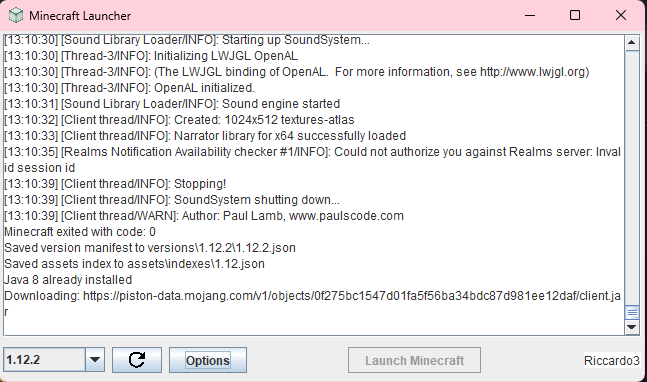 Minecraft Launcher
[13:10:30] [Sound Library Loader/INFO]: Starting up SoundSystem...
[13:10:30] [Thread-3/INFO]: Initializing LWJGL OpenAL
[13:10:30] [Thread-3/INFO]: (The LWJGL binding of OpenAL.  For more information, see http://www.lwjgl.org)
[13:10:30] [Thread-3/INFO]: OpenAL initialized.
[13:10:31] [Sound Library Loader/INFO]: Sound engine started
[13:10:32] [Client thread/INFO]: Created: 1024x512 textures-atlas
[13:10:33] [Client thread/INFO]: Narrator library for x64 successfully loaded
[13:10:35] [Realms Notification Availability checker #1/INFO]: Could not authorize you against Realms server: Inval
id session id
[13:10:39] [Client thread/INFO]: Stopping!
[13:10:39] [Client thread/INFO]: SoundSystem shutting down...
[13:10:39] [Client thread/WARN]: Author: Paul Lamb, www.paulscode.com
Minecraft exited with code: 0
Saved version manifest to versions\1.12.2\1.12.2.json
Saved assets index to assets\indexes\1.12.json
Java 8 already installed
Downloading: https://piston-data.mojang.com/v1/objects/0f275bc1547d01fa5f56ba34bdc87d981ee12daf/client.ja
r
1.12.2
Options
Launch Minecraft
Riccardo3